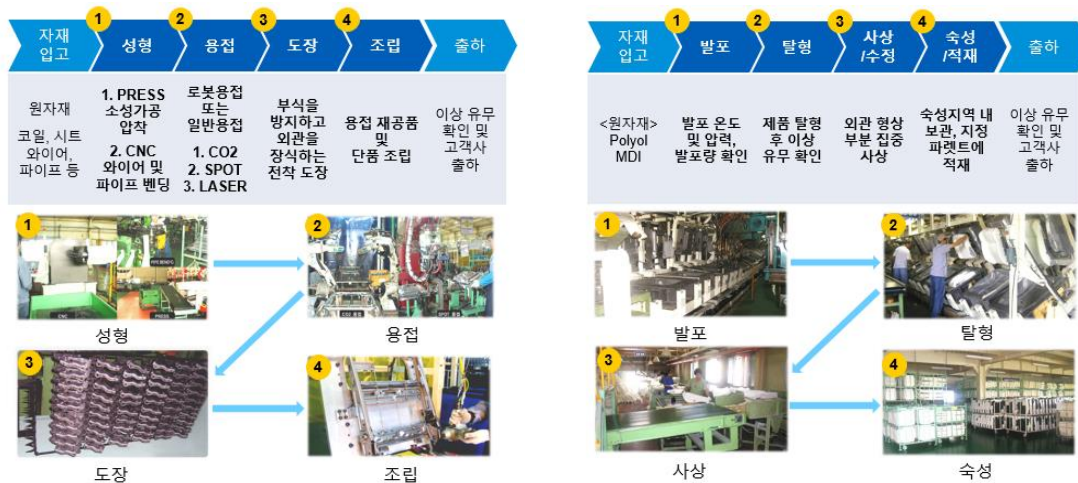 1
2
3
4
자재
입고
성형
용접
도장
조립
출하
원자재
코일, 시트
와이어,
파이프 등
1. PRESS
소성가공
압착
2. CNC
와이어 및
파이프 벤딩
로봇용접
또는
일반용접
1. CO2
2. SPOT
3. LASER
부식을
방지하고
외관을
장식하는
전착 도장
용접 재공품
및
단품 조립
이상 유무
확인 및
고객사
출하
1
CNC
PRESS
성형
2
CO2 용접
SPOT 용접
용접
3
도장
4
조립
1
2
3
4
자재
입고
발포
탈형
사상
/수정
숙성
/적재
출하
<원자재>
Polyol
MDI
발포 온도
및 압력,
발포량 확인
제품 탈형
후 이상
유무 확인
외관 형상
부분 집중
사상
숙성지역 내
보관, 지정
파렛트에
적재
이상 유무
확인 및
고객사
출하
1
발포
2
탈형
3
사상
4
숙성